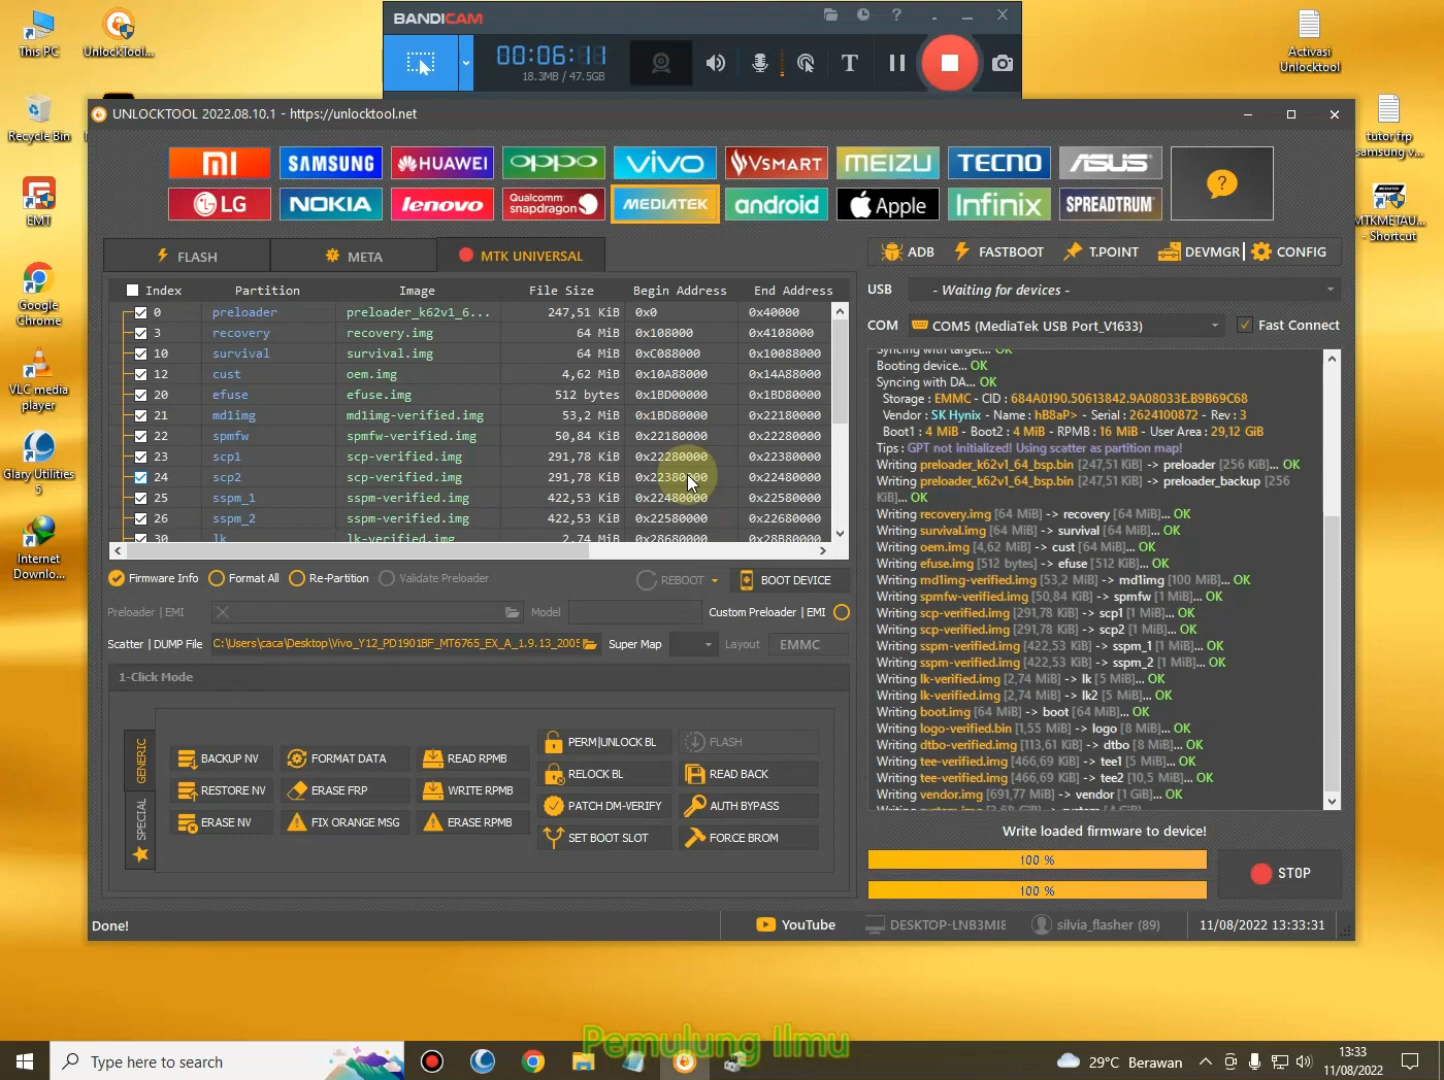 This PC
UnlockTool...
Recycle Bin
EMT
Google
Chrome
VLC media
player
Glary Utilities
5
Internet
Downlo...
Activasi
Unlocktool
tutor frp
samsung v...
MTKMETAU...
- Shortcut
BANDICAM
00:06:11
18.3MB / 47.5GB
UNLOCKTOOL 2022.08.10.1 - https://unlocktool.net
MI SAMSUNG HUAWEI OPPO VIVO VSMART MEIZU TECNO ASUS
LG NOKIA lenovo Qualcomm snapdragon MEDIATEK android Apple Infinix SPREADTRUM
FLASH META MTK UNIVERSAL
ADB FASTBOOT T.POINT DEVMGR CONFIG
Index Partition Image File Size Begin Address End Address
0 preloader preloader_k62v1_6... 247,51 KiB 0x0 0x40000
3 recovery recovery.img 64 MiB 0x108000 0x4108000
10 survival survival.img 64 MiB 0xC088000 0x10088000
12 cust oem.img 4,62 MiB 0x10A88000 0x14A88000
20 efuse efuse.img 512 bytes 0x1BD00000 0x1BD80000
21 md1img md1img-verified.img 53,2 MiB 0x1BD80000 0x22180000
22 spmfw spmfw-verified.img 50,84 KiB 0x22180000 0x22280000
23 scp1 scp-verified.img 291,78 KiB 0x22280000 0x22380000
24 scp2 scp-verified.img 291,78 KiB 0x22380000 0x22480000
25 sspm_1 sspm-verified.img 422,53 KiB 0x22480000 0x22580000
26 sspm_2 sspm-verified.img 422,53 KiB 0x22580000 0x22680000
30 lk lk-verified.img 2,74 MiB 0x28680000 0x28B80000
Firmware Info Format All Re-Partition Validate Preloader REBOOT BOOT DEVICE
Preloader | EMI Model Custom Preloader | EMI
Scatter | DUMP File C:\Users\caca\Desktop\Vivo_Y12_PD1901BF_MT6765_EX_A_1.9.13_2005 Super Map Layout EMMC
1-Click Mode
GENERIC
SPECIAL
BACKUP NV FORMAT DATA READ RPMB
RESTORE NV ERASE FRP WRITE RPMB
ERASE NV FIX ORANGE MSG ERASE RPMB
PERM|UNLOCK BL FLASH
RELOCK BL READ BACK
PATCH DM-VERIFY AUTH BYPASS
SET BOOT SLOT FORCE BROM
USB - Waiting for devices -
COM COM5 (MediaTek USB Port_V1633) Fast Connect
Syncing with target... OK
Booting device... OK
Syncing with DA... OK
Storage : EMMC - CID : 684A0190.50613842.9A08033E.B9B69C68
Vendor : SK Hynix - Name : hB8aP> - Serial : 2624100872 - Rev : 3
Boot1 : 4 MiB - Boot2 : 4 MiB - RPMB : 16 MiB - User Area : 29,12 GiB
Tips : GPT not initialized! Using scatter as partition map!
Writing preloader_k62v1_64_bsp.bin [247,51 KiB] -> preloader [256 KiB]... OK
Writing preloader_k62v1_64_bsp.bin [247,51 KiB] -> preloader_backup [256
KiB]... OK
Writing recovery.img [64 MiB] -> recovery [64 MiB]... OK
Writing survival.img [64 MiB] -> survival [64 MiB]... OK
Writing oem.img [4,62 MiB] -> cust [64 MiB]... OK
Writing efuse.img [512 bytes] -> efuse [512 KiB]... OK
Writing md1img-verified.img [53,2 MiB] -> md1img [100 MiB]... OK
Writing spmfw-verified.img [50,84 KiB] -> spmfw [1 MiB]... OK
Writing scp-verified.img [291,78 KiB] -> scp1 [1 MiB]... OK
Writing scp-verified.img [291,78 KiB] -> scp2 [1 MiB]... OK
Writing sspm-verified.img [422,53 KiB] -> sspm_1 [1 MiB]... OK
Writing sspm-verified.img [422,53 KiB] -> sspm_2 [1 MiB]... OK
Writing lk-verified.img [2,74 MiB] -> lk [5 MiB]... OK
Writing lk-verified.img [2,74 MiB] -> lk2 [5 MiB]... OK
Writing boot.img [64 MiB] -> boot [64 MiB]... OK
Writing logo-verified.bin [1,55 MiB] -> logo [8 MiB]... OK
Writing dtbo-verified.img [113,61 KiB] -> dtbo [8 MiB]... OK
Writing tee-verified.img [466,69 KiB] -> tee1 [5 MiB]... OK
Writing tee-verified.img [466,69 KiB] -> tee2 [10,5 MiB]... OK
Writing vendor.img [691,77 MiB] -> vendor [1 GiB]... OK
Write loaded firmware to device!
100 %
100 %
STOP
Done!
YouTube DESKTOP-LNB3MI8 silvia_flasher (89) 11/08/2022 13:33:31
Pemulung Ilmu
Type here to search
29°C Berawan
13:33
11/08/2022